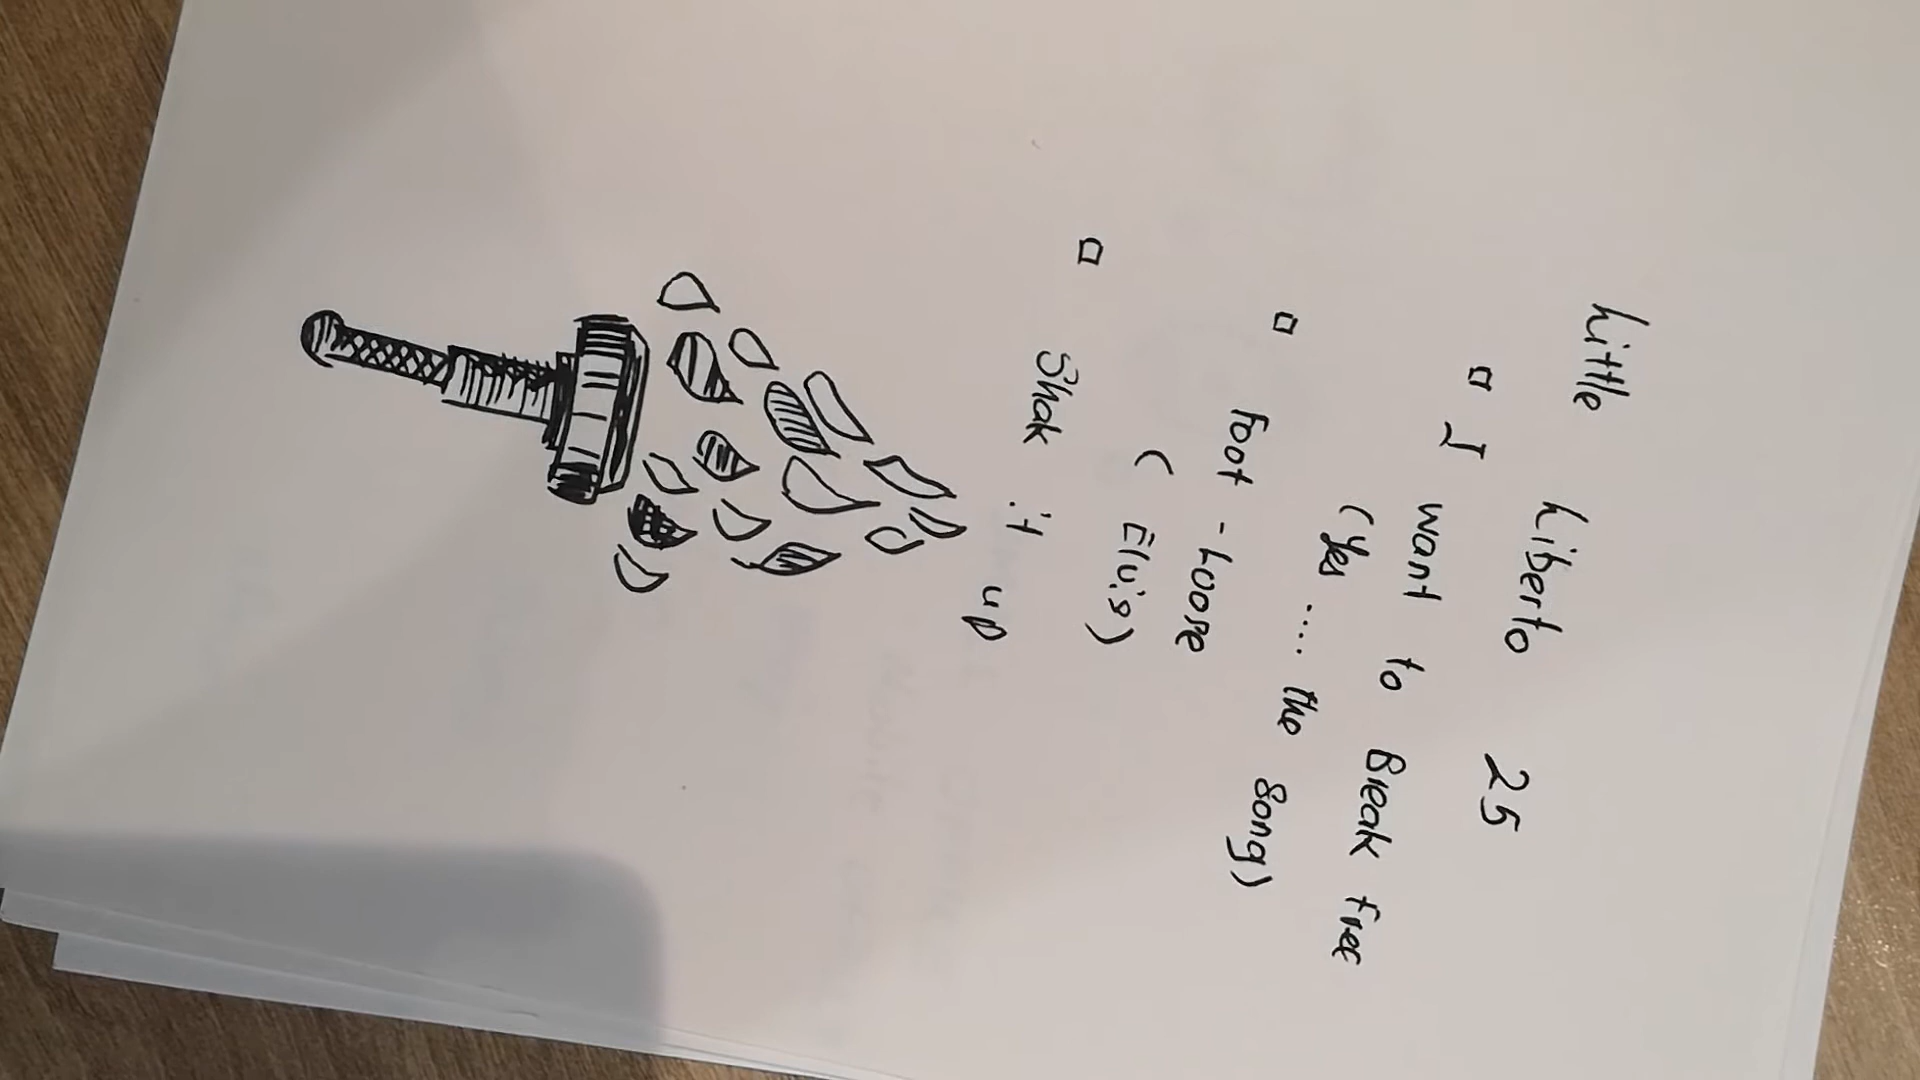 Little Liberto 25
▫ I want to Break free
(Yes .... the song)
▫ foot - Loose
( Elvis)
▫ Shak it up